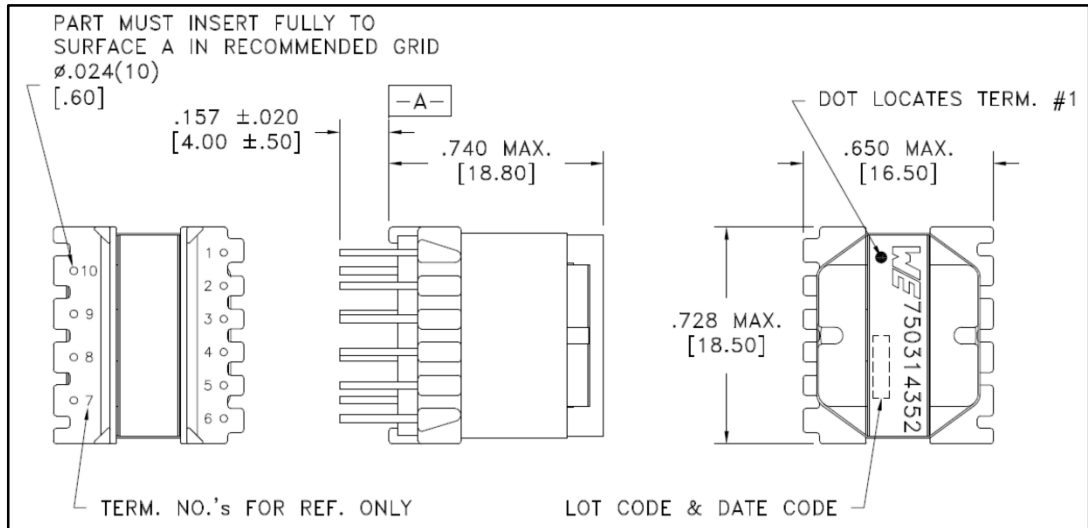 PART MUST INSERT FULLY TO
SURFACE A IN RECOMMENDED GRID
ø.024(10)
[.60]
.157 ±.020
[4.00 ±.50]
-A-
.740 MAX.
[18.80]
DOT LOCATES TERM. #1
.650 MAX.
[16.50]
10
9
8
7
1
2
3
4
5
6
.728 MAX.
[18.50]
WE750314352
TERM. NO.'s FOR REF. ONLY
LOT CODE & DATE CODE